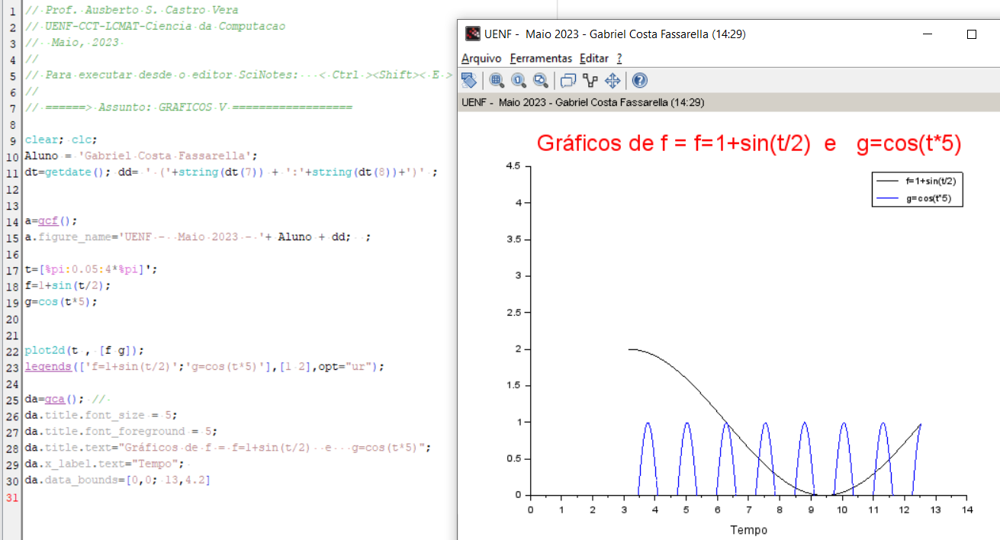 1 // Prof. Ausberto S. Castro Vera
2 // UENF-CCT-LCMAT-Ciencia da Computacao
3 //  Maio, 2023
4 //
5 // Para executar desde o editor SciNotes:  < Ctrl ><Shift>< E >
6 //
7 // ======> Assunto: GRAFICOS V ==================
8
9 clear; clc;
10 Aluno = 'Gabriel Costa Fassarella';
11 dt=getdate(); dd= ' ('+string(dt(7)) + ':'+string(dt(8))+')' ;
12
13
14 a=gcf();
15 a.figure_name='UENF -  Maio 2023 - '+ Aluno + dd;  ;
16
17 t=[%pi:0.05:4*%pi]';
18 f=1+sin(t/2);
19 g=cos(t*5);
20
21
22 plot2d(t , [f g]);
23 legends(['f=1+sin(t/2)';'g=cos(t*5)'],[1 2],opt="ur");
24
25 da=gca(); //
26 da.title.font_size = 5;
27 da.title.font_foreground = 5;
28 da.title.text="Gráficos de f = f=1+sin(t/2)  e   g=cos(t*5)";
29 da.x_label.text="Tempo";
30 da.data_bounds=[0,0; 13,4.2]
31
UENF -  Maio 2023 - Gabriel Costa Fassarella (14:29)
Arquivo Ferramentas Editar ?
UENF -  Maio 2023 - Gabriel Costa Fassarella (14:29)
Gráficos de f = f=1+sin(t/2)  e   g=cos(t*5)
f=1+sin(t/2)
g=cos(t*5)
4.5
4
3.5
3
2.5
2
1.5
1
0.5
0
0 1 2 3 4 5 6 7 8 9 10 11 12 13 14
Tempo